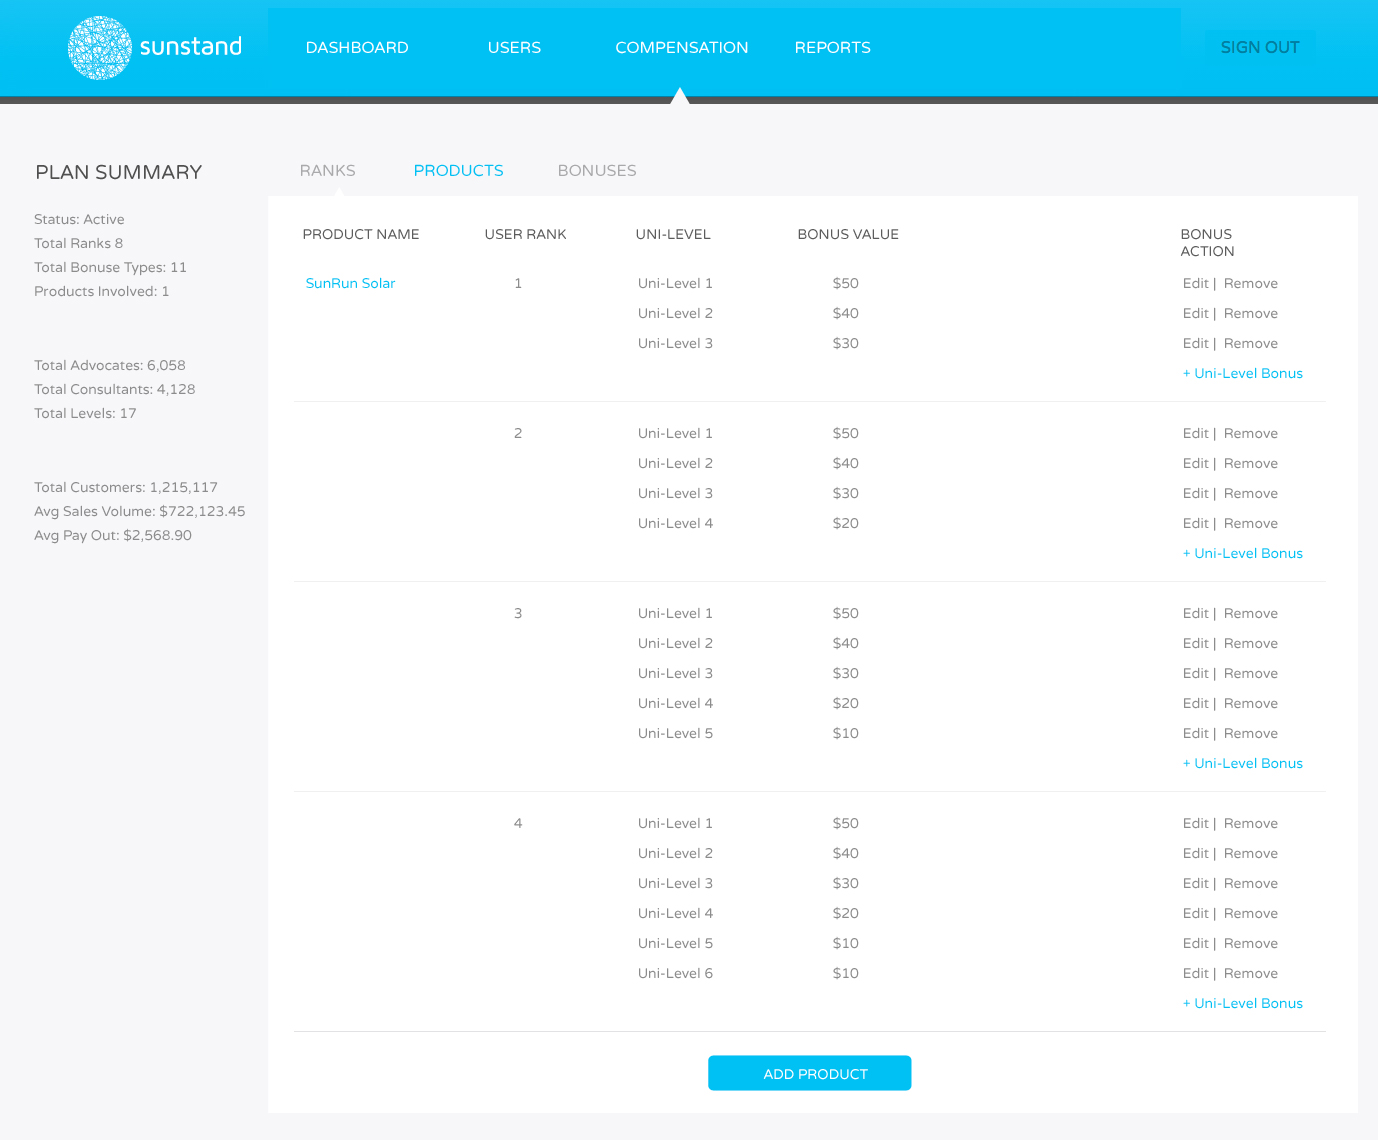 sunstand
DASHBOARD USERS COMPENSATION REPORTS SIGN OUT
PLAN SUMMARY
Status: Active
Total Ranks 8
Total Bonuse Types: 11
Products Involved: 1
Total Advocates: 6,058
Total Consultants: 4,128
Total Levels: 17
Total Customers: 1,215,117
Avg Sales Volume: $722,123.45
Avg Pay Out: $2,568.90
RANKS PRODUCTS BONUSES
PRODUCT NAME USER RANK UNI-LEVEL BONUS VALUE BONUS
ACTION
SunRun Solar 1 Uni-Level 1 $50 Edit | Remove
Uni-Level 2 $40 Edit | Remove
Uni-Level 3 $30 Edit | Remove
+ Uni-Level Bonus
2 Uni-Level 1 $50 Edit | Remove
Uni-Level 2 $40 Edit | Remove
Uni-Level 3 $30 Edit | Remove
Uni-Level 4 $20 Edit | Remove
+ Uni-Level Bonus
3 Uni-Level 1 $50 Edit | Remove
Uni-Level 2 $40 Edit | Remove
Uni-Level 3 $30 Edit | Remove
Uni-Level 4 $20 Edit | Remove
Uni-Level 5 $10 Edit | Remove
+ Uni-Level Bonus
4 Uni-Level 1 $50 Edit | Remove
Uni-Level 2 $40 Edit | Remove
Uni-Level 3 $30 Edit | Remove
Uni-Level 4 $20 Edit | Remove
Uni-Level 5 $10 Edit | Remove
Uni-Level 6 $10 Edit | Remove
+ Uni-Level Bonus
ADD PRODUCT